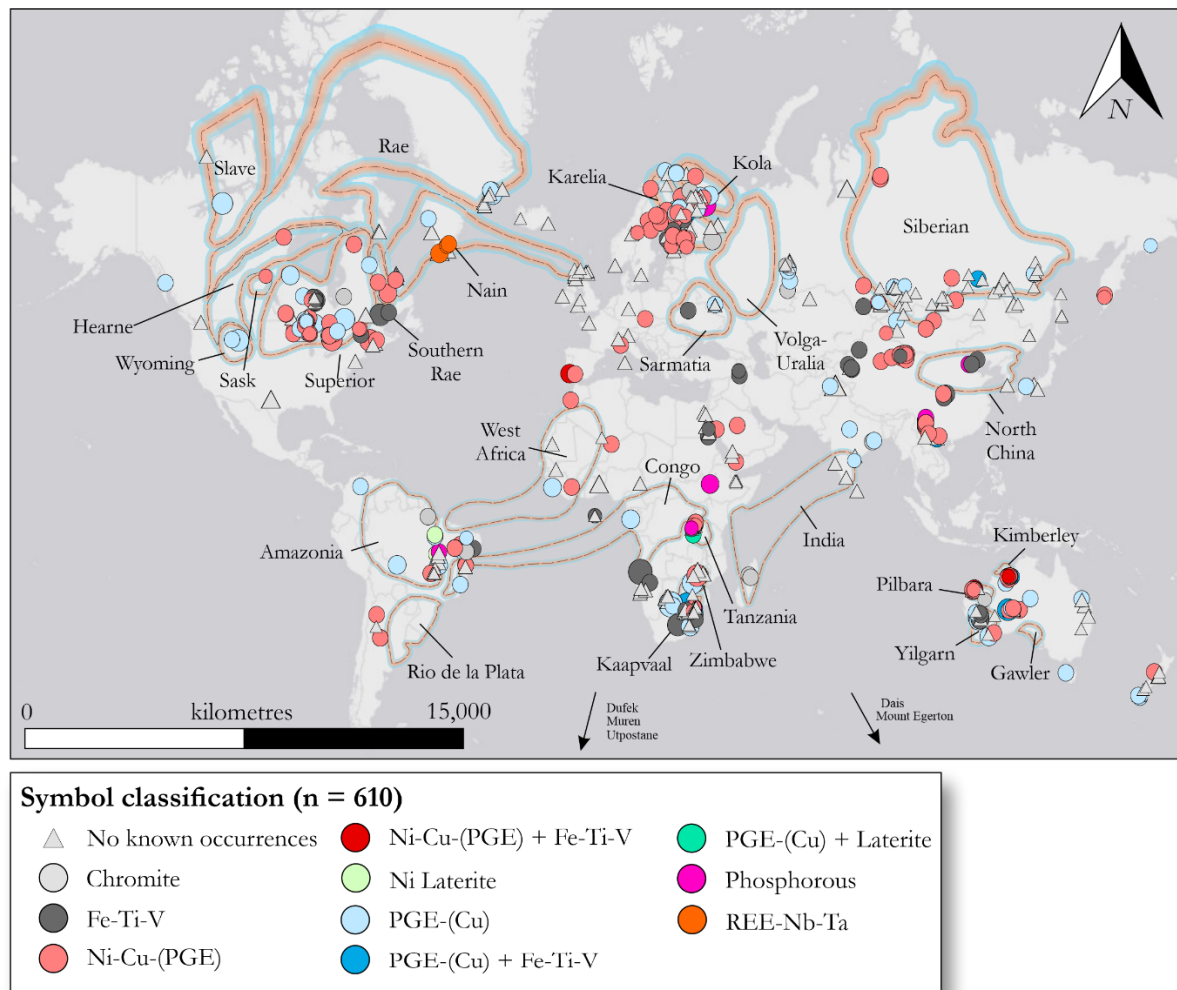 N
Slave
Rae
Kola
Karelia
Siberian
Nain
Hearne
Wyoming
Sask
Superior
Southern
Rae
Sarmatia
Volga-
Uralia
West
Africa
North
China
Congo
Amazonia
India
Kimberley
Pilbara
Tanzania
Rio de la Plata
Kaapvaal
Zimbabwe
Yilgarn
Gawler
0 kilometres 15,000
Dufek
Muren
Utpostane
Dais
Mount Egerton
Symbol classification (n = 610)
No known occurrences
Chromite
Fe-Ti-V
Ni-Cu-(PGE)
Ni-Cu-(PGE) + Fe-Ti-V
Ni Laterite
PGE-(Cu)
PGE-(Cu) + Fe-Ti-V
PGE-(Cu) + Laterite
Phosphorous
REE-Nb-Ta